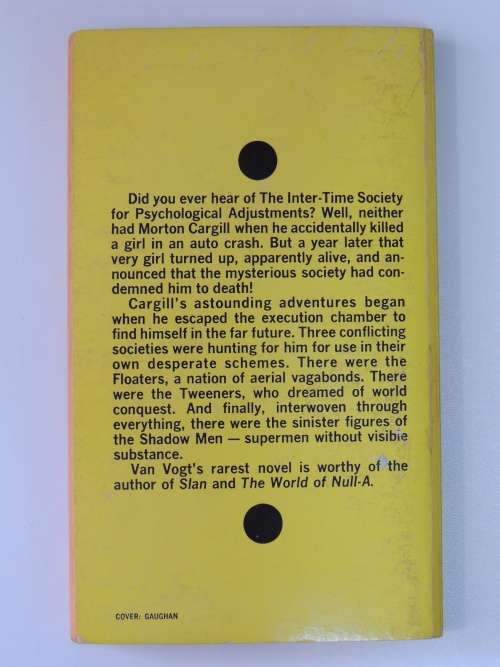 Did you ever hear of The Inter-Time Society
for Psychological Adjustments? Well, neither
had Morton Cargill when he accidentally killed
a girl in an auto crash. But a year later that
very girl turned up, apparently alive, and an-
nounced that the mysterious society had con-
demned him to death!
Cargill's astounding adventures began
when he escaped the execution chamber to
find himself in the far future. Three conflicting
societies were hunting for him for use in their
own desperate schemes. There were the
Floaters, a nation of aerial vagabonds. There
were the Tweeners, who dreamed of world
conquest. And finally, interwoven through
everything, there were the sinister figures of
the Shadow Men — supermen without visible
substance.
Van Vogt's rarest novel is worthy of the
author of Slan and The World of Null-A.
COVER: GAUGHAN